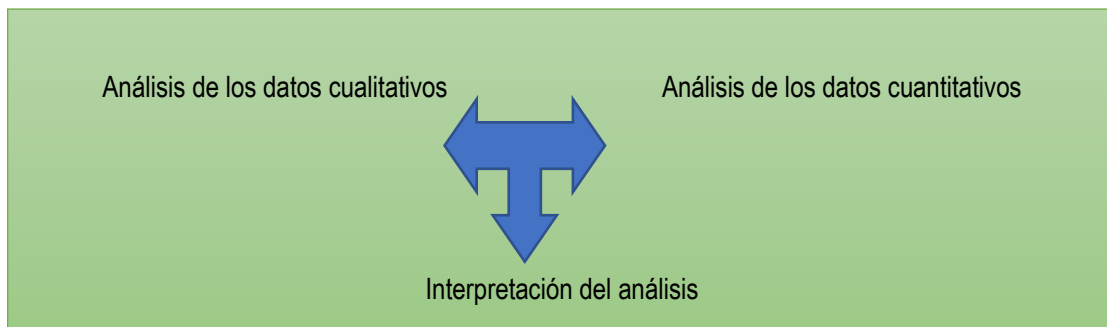 Análisis de los datos cualitativos
Análisis de los datos cuantitativos
Interpretación del análisis